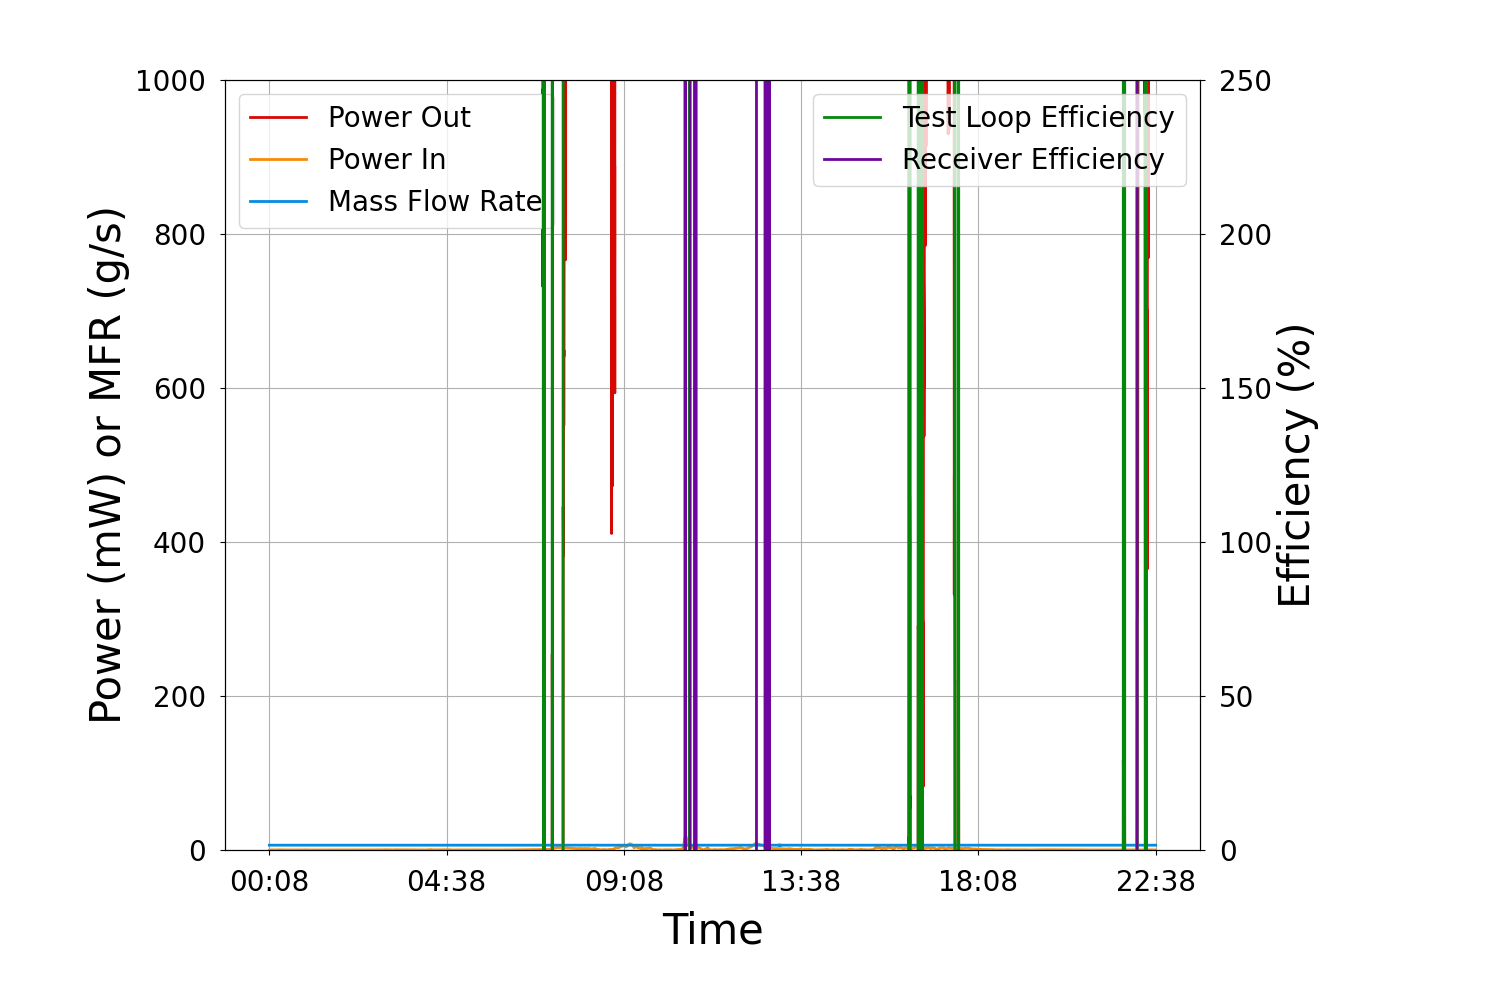 1000
800
600
400
200
0
Power (mW) or MFR (g/s)
Power Out
Power In
Mass Flow Rate
Test Loop Efficiency
Receiver Efficiency
250
200
150
100
50
0
Efficiency (%)
00:08 04:38 09:08 13:38 18:08 22:38
Time